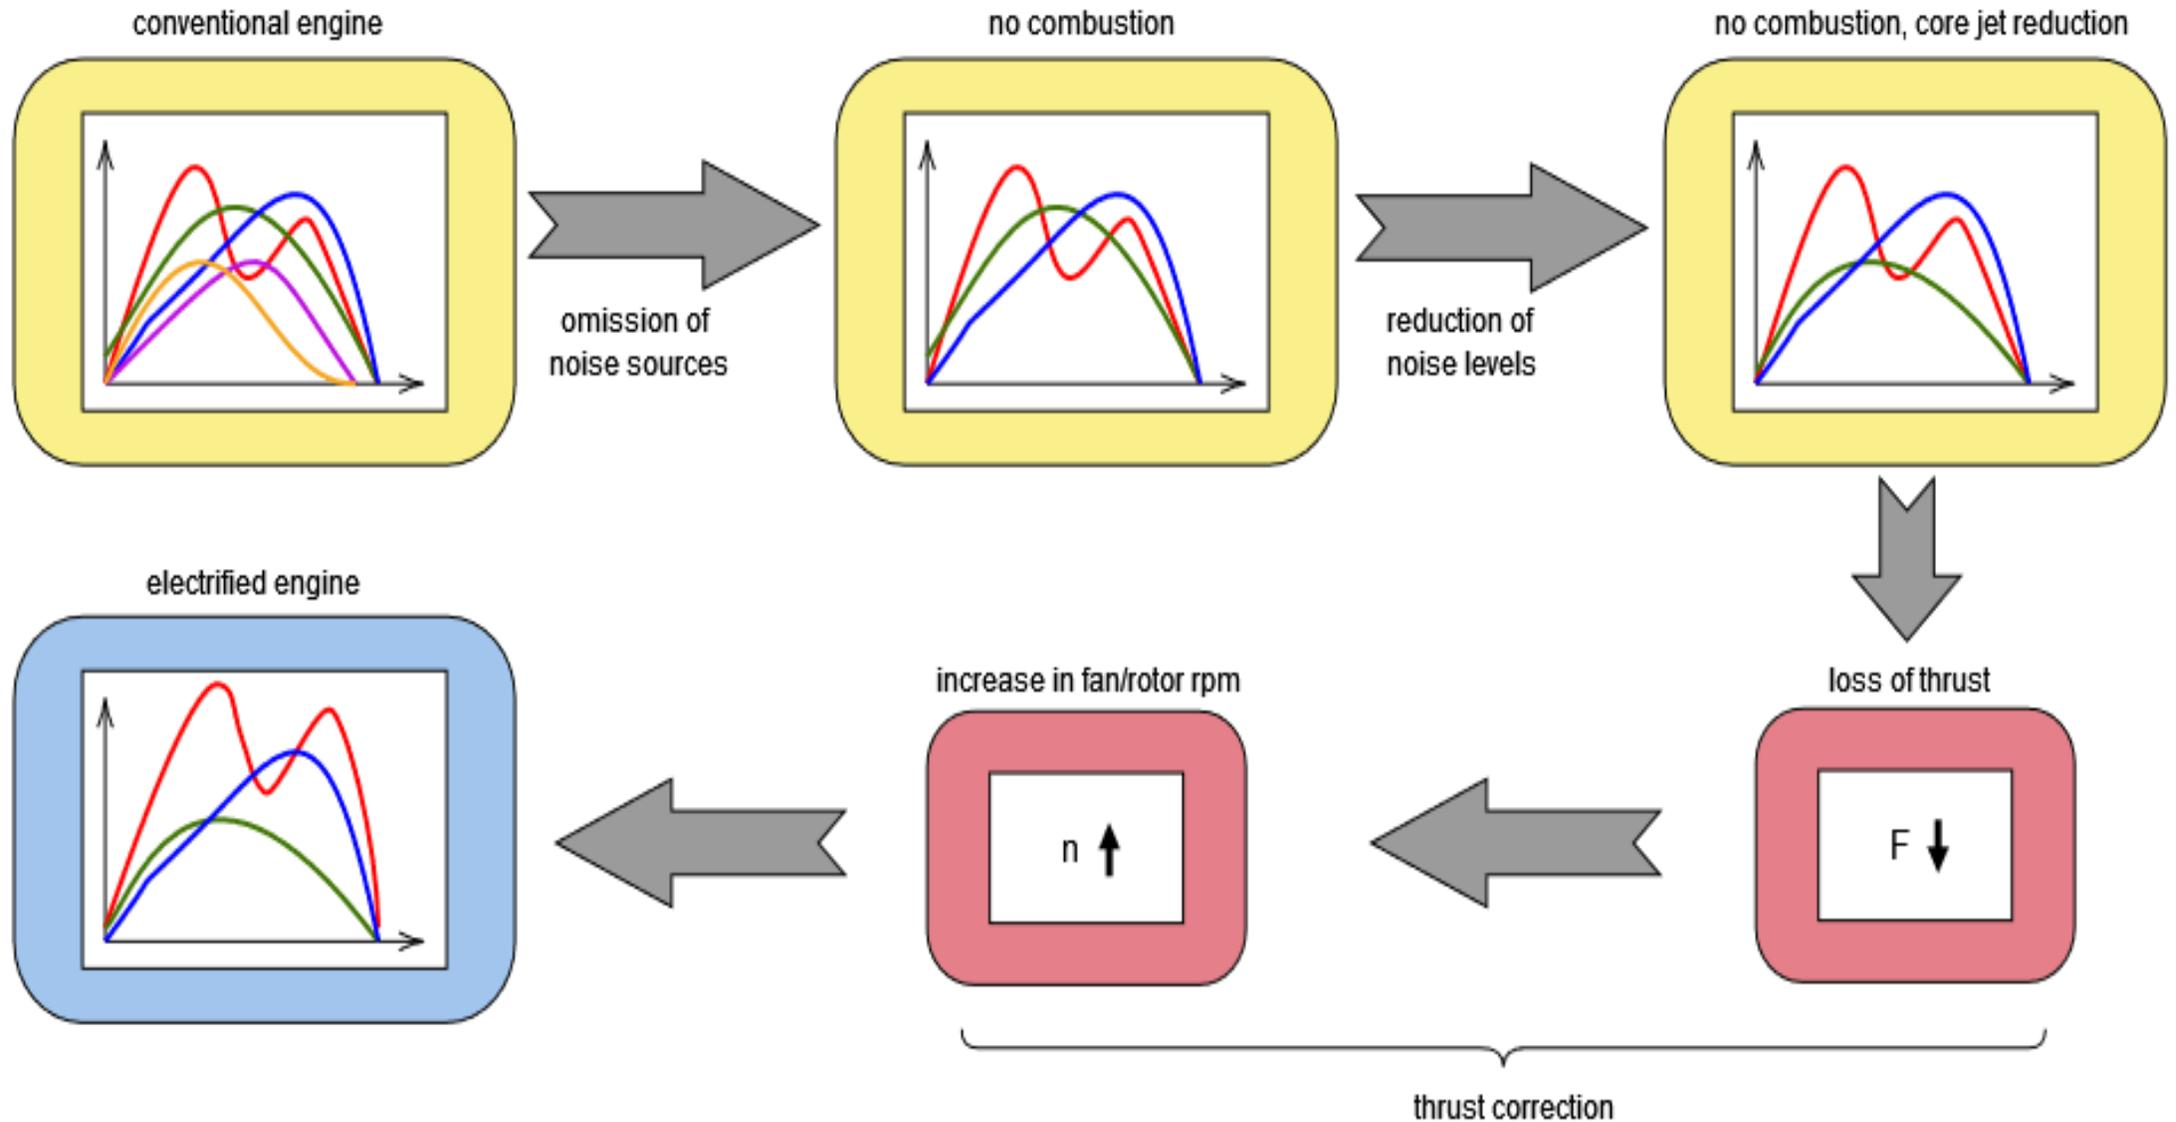 conventional engine
no combustion
no combustion, core jet reduction
omission of
noise sources
reduction of
noise levels
electrified engine
increase in fan/rotor rpm
loss of thrust
n
F
thrust correction